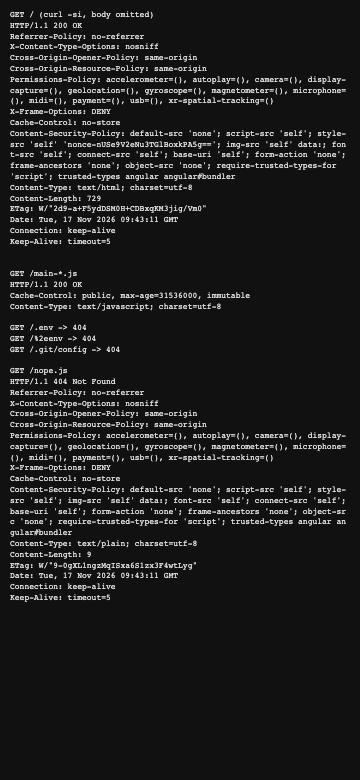 GET / (curl -si, body omitted)
HTTP/1.1 200 OK
Referrer-Policy: no-referrer
X-Content-Type-Options: nosniff
Cross-Origin-Opener-Policy: same-origin
Cross-Origin-Resource-Policy: same-origin
Permissions-Policy: accelerometer=(), autoplay=(), camera=(), display-
capture=(), geolocation=(), gyroscope=(), magnetometer=(), microphone=
(), midi=(), payment=(), usb=(), xr-spatial-tracking=()
X-Frame-Options: DENY
Cache-Control: no-store
Content-Security-Policy: default-src 'none'; script-src 'self'; style-
src 'self' 'nonce-nUSe9V2eNu3TGlBoxkPA5g=='; img-src 'self' data:; fon
t-src 'self'; connect-src 'self'; base-uri 'self'; form-action 'none';
frame-ancestors 'none'; object-src 'none'; require-trusted-types-for
'script'; trusted-types angular angular#bundler
Content-Type: text/html; charset=utf-8
Content-Length: 729
ETag: W/"2d9-a+F5ydDSM0H+CDBxqKM3jig/Vm0"
Date: Tue, 17 Nov 2026 09:43:11 GMT
Connection: keep-alive
Keep-Alive: timeout=5
GET /main-*.js
HTTP/1.1 200 OK
Cache-Control: public, max-age=31536000, immutable
Content-Type: text/javascript; charset=utf-8
GET /.env -> 404
GET /%2eenv -> 404
GET /.git/config -> 404
GET /nope.js
HTTP/1.1 404 Not Found
Referrer-Policy: no-referrer
X-Content-Type-Options: nosniff
Cross-Origin-Opener-Policy: same-origin
Cross-Origin-Resource-Policy: same-origin
Permissions-Policy: accelerometer=(), autoplay=(), camera=(), display-
capture=(), geolocation=(), gyroscope=(), magnetometer=(), microphone=
(), midi=(), payment=(), usb=(), xr-spatial-tracking=()
X-Frame-Options: DENY
Cache-Control: no-store
Content-Security-Policy: default-src 'none'; script-src 'self'; style-
src 'self'; img-src 'self' data:; font-src 'self'; connect-src 'self';
base-uri 'self'; form-action 'none'; frame-ancestors 'none'; object-sr
c 'none'; require-trusted-types-for 'script'; trusted-types angular an
gular#bundler
Content-Type: text/plain; charset=utf-8
Content-Length: 9
ETag: W/"9-0gXL1ngzMqISxa6S1zx3F4wtLyg"
Date: Tue, 17 Nov 2026 09:43:11 GMT
Connection: keep-alive
Keep-Alive: timeout=5